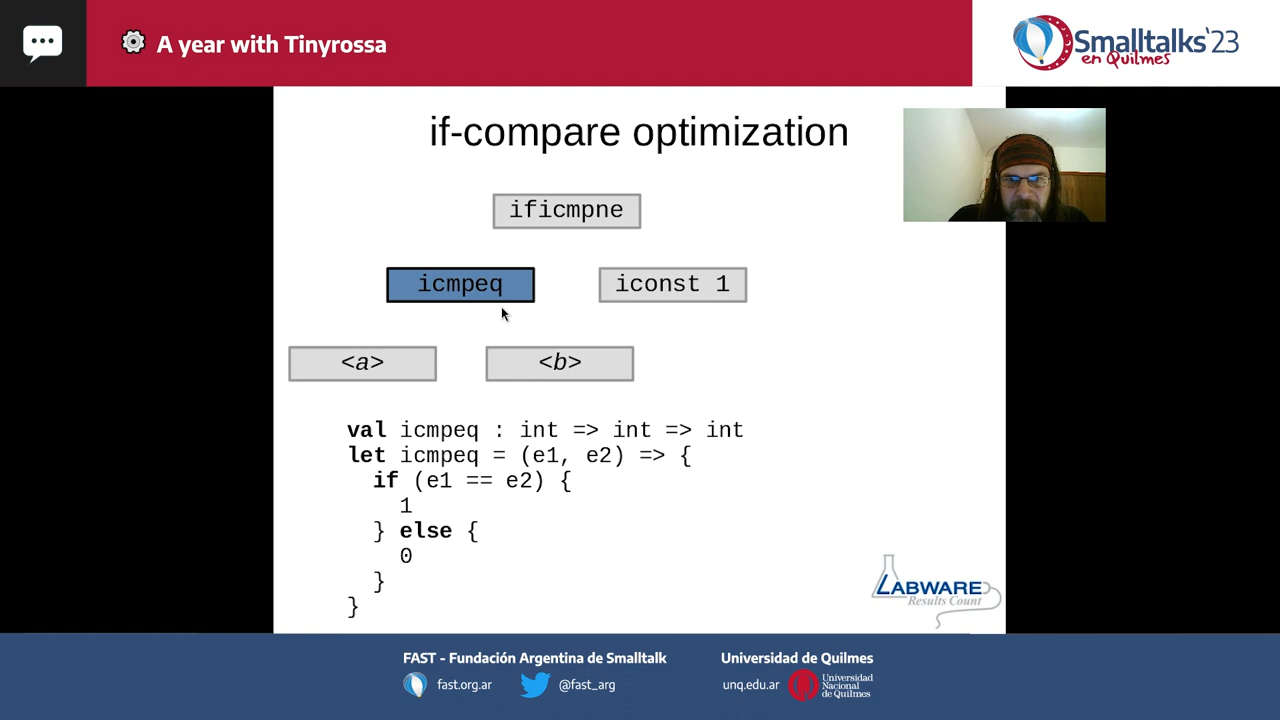 A year with Tinyrossa
Smalltalks'23
en Quilmes
if-compare optimization
ificmpne
icmpeq
iconst 1
<a>
<b>
val icmpeq : int => int => int
let icmpeq = (e1, e2) => {
if (e1 == e2) {
1
} else {
0
}
}
LABWARE
Results Count
FAST - Fundación Argentina de Smalltalk
fast.org.ar
@fast_arg
Universidad de Quilmes
unq.edu.ar
Universidad
Nacional
de Quilmes